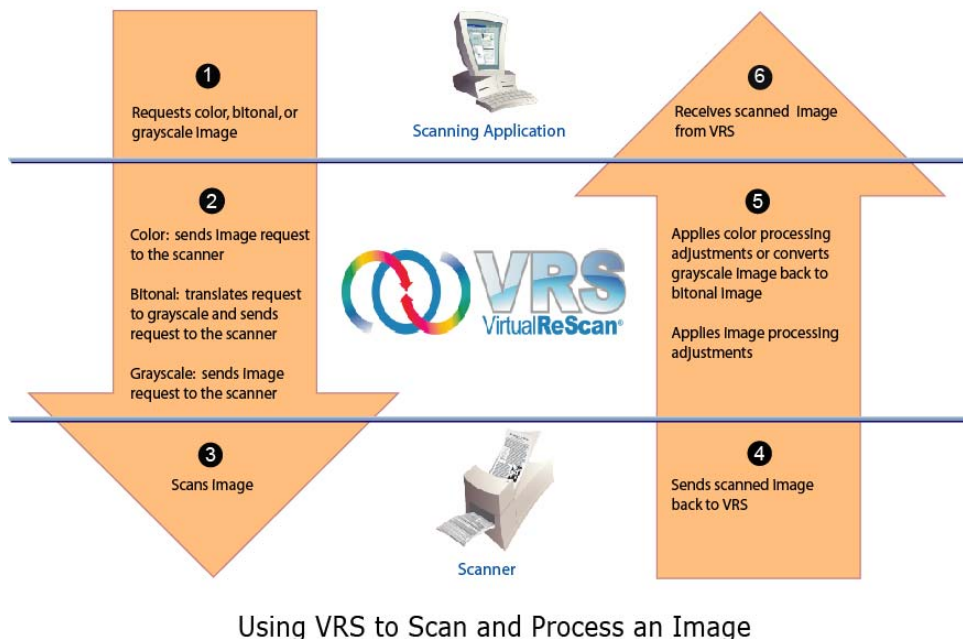 1
Requests color, bitonal, or
grayscale image
Scanning Application
6
Receives scanned image
from VRS
2
Color: sends image request
to the scanner
Bitonal: translates request
to grayscale and sends
request to the scanner
Grayscale: sends image
request to the scanner
VRS
VirtualReScan®
5
Applies color processing
adjustments or converts
grayscale image back to
bitonal image
Applies image processing
adjustments
3
Scans image
Scanner
4
Sends scanned image
back to VRS
Using VRS to Scan and Process an Image